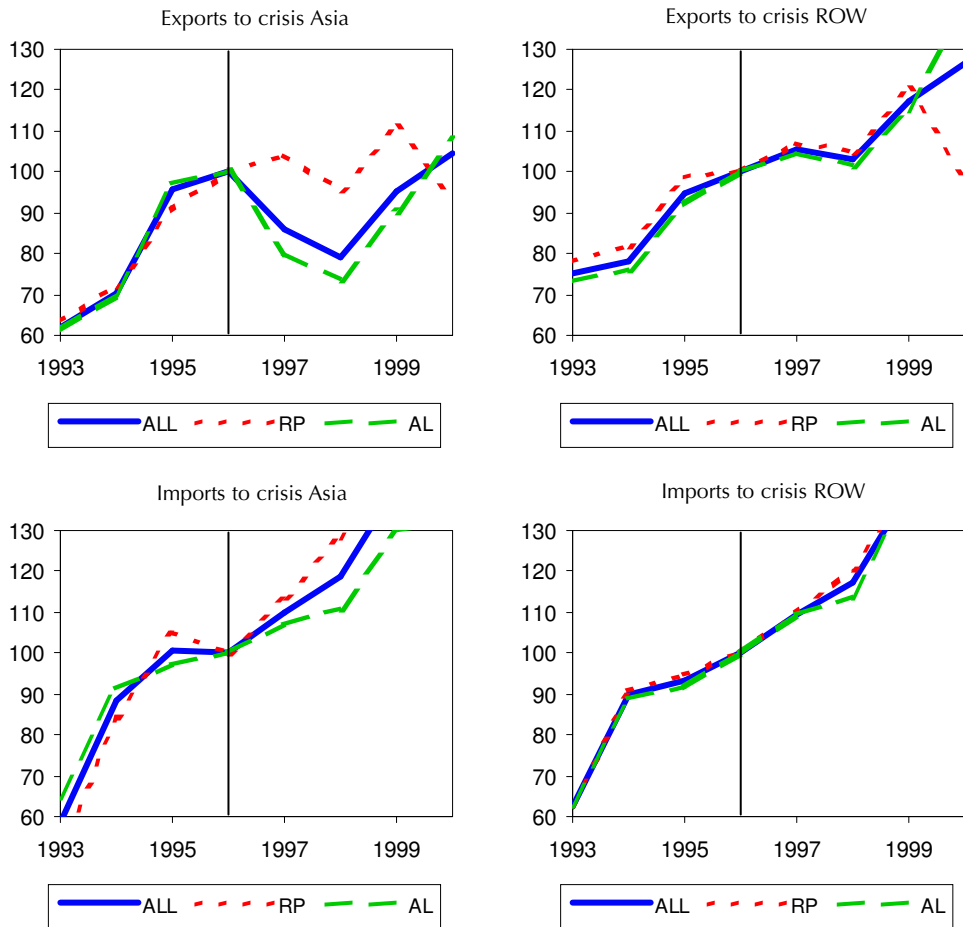 Exports to crisis Asia
130
120
110
100
90
80
70
60
1993 1995 1997 1999
ALL RP AL
Exports to crisis ROW
130
120
110
100
90
80
70
60
1993 1995 1997 1999
ALL RP AL
Imports to crisis Asia
130
120
110
100
90
80
70
60
1993 1995 1997 1999
ALL RP AL
Imports to crisis ROW
130
120
110
100
90
80
70
60
1993 1995 1997 1999
ALL RP AL